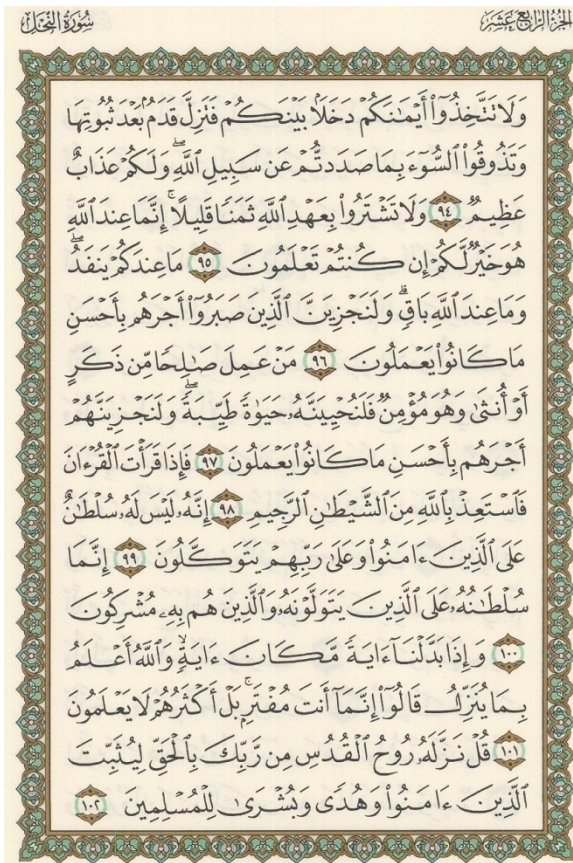 الجزء الرابع عشر
سورة النحل
وَلَا تَتَّخِذُوٓاْ أَيْمَٰنَكُمْ دَخَلَۢا بَيْنَكُمْ فَتَزِلَّ قَدَمُۢ بَعْدَ ثُبُوتِهَا
وَتَذُوقُواْ ٱلسُّوٓءَ بِمَا صَدَدتُّمْ عَن سَبِيلِ ٱللَّهِ ۖ وَلَكُمْ عَذَابٌ
عَظِيمٌ ٩٤ وَلَا تَشْتَرُواْ بِعَهْدِ ٱللَّهِ ثَمَنًا قَلِيلًا ۚ إِنَّمَا عِندَ ٱللَّهِ
هُوَ خَيْرٌ لَّكُمْ إِن كُنتُمْ تَعْلَمُونَ ٩٥ مَا عِندَكُمْ يَنفَدُ ۖ
وَمَا عِندَ ٱللَّهِ بَاقٍ ۗ وَلَنَجْزِيَنَّ ٱلَّذِينَ صَبَرُوٓاْ أَجْرَهُم بِأَحْسَنِ
مَا كَانُواْ يَعْمَلُونَ ٩٦ مَنْ عَمِلَ صَٰلِحًا مِّن ذَكَرٍ
أَوْ أُنثَىٰ وَهُوَ مُؤْمِنٌ فَلَنُحْيِيَنَّهُۥ حَيَوٰةً طَيِّبَةً ۖ وَلَنَجْزِيَنَّهُمْ
أَجْرَهُم بِأَحْسَنِ مَا كَانُواْ يَعْمَلُونَ ٩٧ فَإِذَا قَرَأْتَ ٱلْقُرْءَانَ
فَٱسْتَعِذْ بِٱللَّهِ مِنَ ٱلشَّيْطَٰنِ ٱلرَّجِيمِ ٩٨ إِنَّهُۥ لَيْسَ لَهُۥ سُلْطَٰنٌ
عَلَى ٱلَّذِينَ ءَامَنُواْ وَعَلَىٰ رَبِّهِمْ يَتَوَكَّلُونَ ٩٩ إِنَّمَا
سُلْطَٰنُهُۥ عَلَى ٱلَّذِينَ يَتَوَلَّوْنَهُۥ وَٱلَّذِينَ هُم بِهِۦ مُشْرِكُونَ
١٠٠ وَإِذَا بَدَّلْنَآ ءَايَةً مَّكَانَ ءَايَةٍ ۙ وَٱللَّهُ أَعْلَمُ
بِمَا يُنَزِّلُ قَالُوٓاْ إِنَّمَآ أَنتَ مُفْتَرٍۭ ۚ بَلْ أَكْثَرُهُمْ لَا يَعْلَمُونَ
١٠١ قُلْ نَزَّلَهُۥ رُوحُ ٱلْقُدُسِ مِن رَّبِّكَ بِٱلْحَقِّ لِيُثَبِّتَ
ٱلَّذِينَ ءَامَنُواْ وَهُدًى وَبُشْرَىٰ لِلْمُسْلِمِينَ ١٠٢